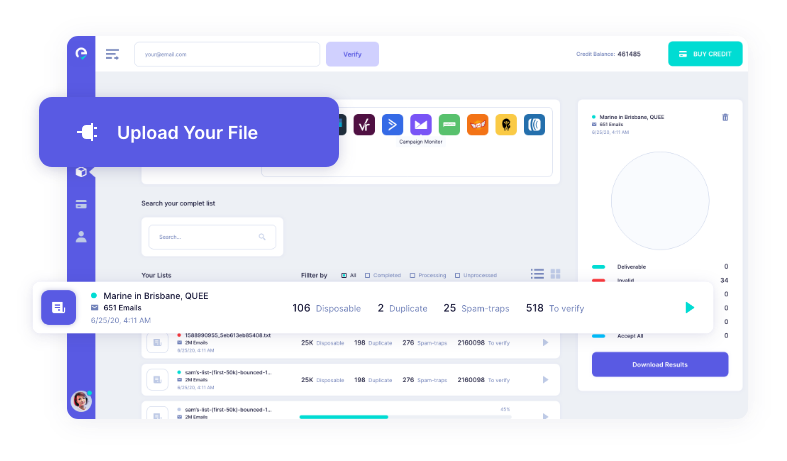 your@email.com
Verify
Credit Balance: 461485
BUY CREDIT
Upload Your File
vr
Campaign Monitor
Marine in Brisbane, QUEE
651 Emails
6/25/20, 4:11 AM
Search your complet list
Search...
Your Lists
Filter by
All
Completed
Processing
Unprocessed
Deliverable 0
Invalid 34
0
0
0
Accept All 0
Download Results
Marine in Brisbane, QUEE
651 Emails
6/25/20, 4:11 AM
106 Disposable 2 Duplicate 25 Spam-traps 518 To verify
1588990955_5eb613eb85408.txt
2M Emails
6/25/20, 4:11 AM
25K Disposable 198 Duplicate 276 Spam-traps 2160098 To verify
sam's-list-(first-50k)-bounced-1...
2M Emails
6/25/20, 4:11 AM
25K Disposable 198 Duplicate 276 Spam-traps 2160098 To verify
sam's-list-(first-50k)-bounced-1...
2M Emails